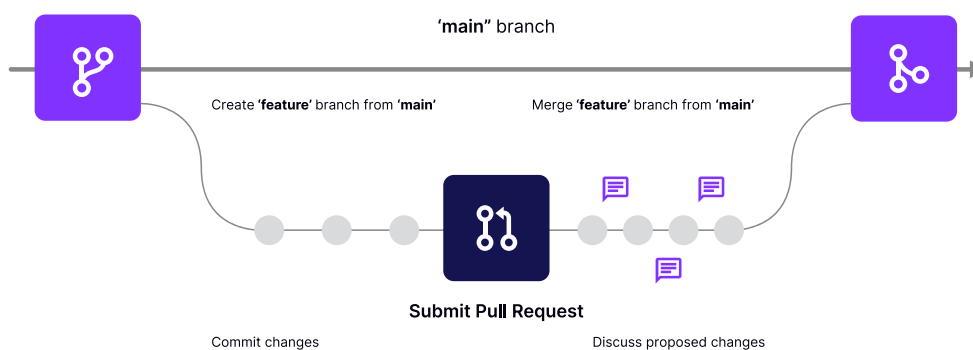 ‘main” branch
Create ‘feature’ branch from ‘main’
Merge ‘feature’ branch from ‘main’
Submit Pull Request
Commit changes
Discuss proposed changes